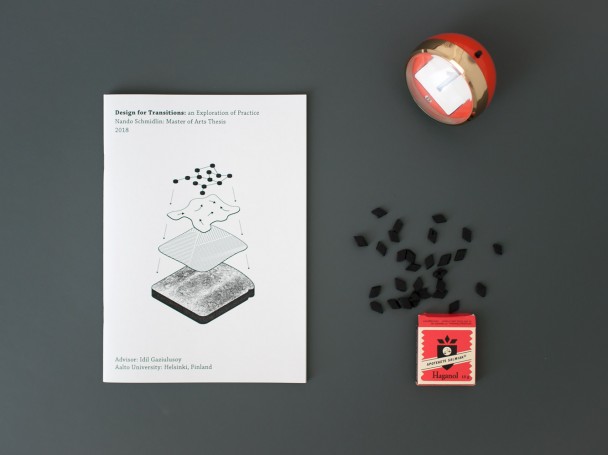 Design for Transitions: an Exploration of Practice
Nando Schmidlin: Master of Arts Thesis
2018
Advisor: Idil Gaziulusoy
Aalto University: Helsinki, Finland
Haganol